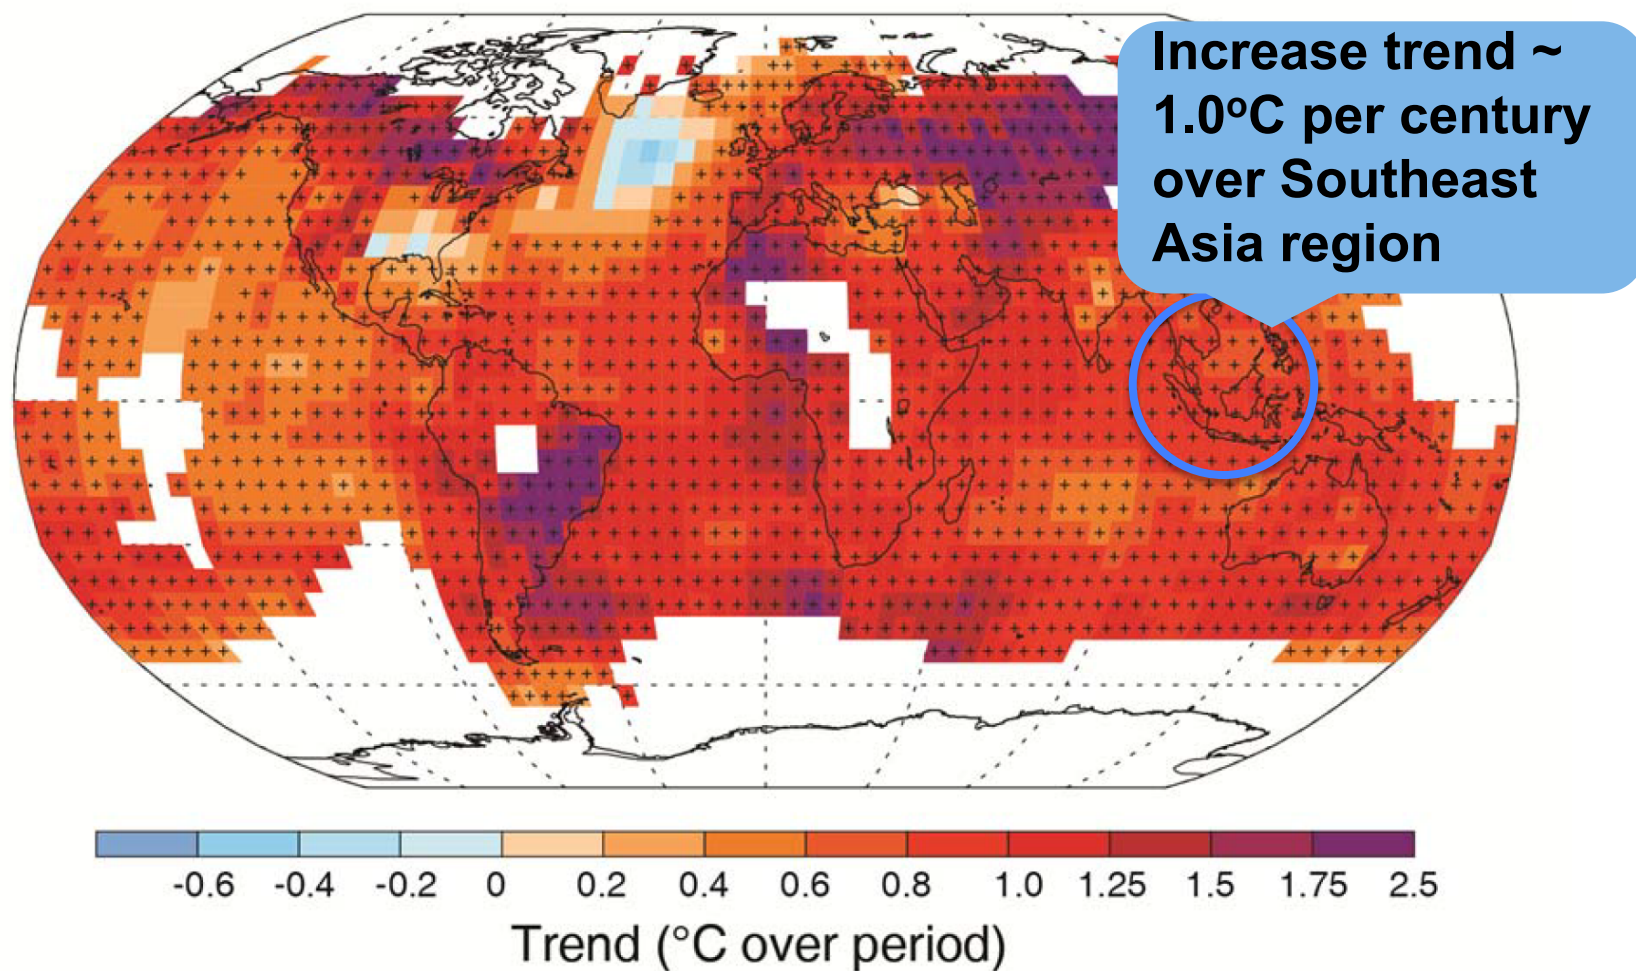 Increase trend ~
1.0°C per century
over Southeast
Asia region
-0.6 -0.4 -0.2 0 0.2 0.4 0.6 0.8 1.0 1.25 1.5 1.75 2.5
Trend (°C over period)